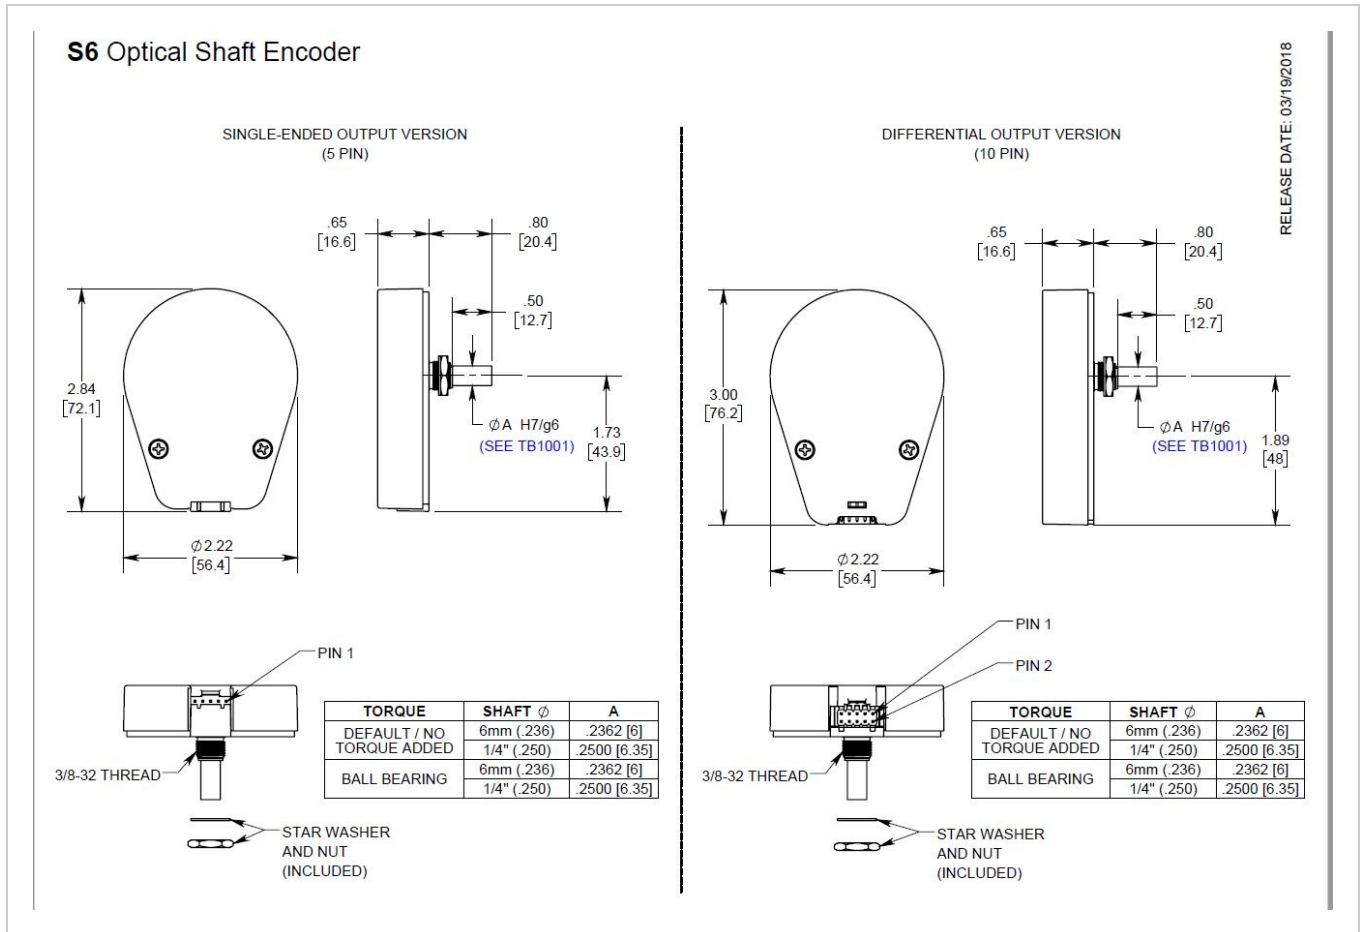 S6 Optical Shaft Encoder
RELEASE DATE: 03/19/2018
SINGLE-ENDED OUTPUT VERSION
(5 PIN)
.65
[16.6]
.80
[20.4]
.50
[12.7]
2.84
[72.1]
∅A H7/g6
(SEE TB1001)
1.73
[43.9]
∅2.22
[56.4]
PIN 1
3/8-32 THREAD
TORQUE SHAFT ∅ A
DEFAULT / NO TORQUE ADDED 6mm (.236) .2362 [6]
1/4" (.250) .2500 [6.35]
BALL BEARING 6mm (.236) .2362 [6]
1/4" (.250) .2500 [6.35]
STAR WASHER
AND NUT
(INCLUDED)
DIFFERENTIAL OUTPUT VERSION
(10 PIN)
.65
[16.6]
.80
[20.4]
.50
[12.7]
3.00
[76.2]
∅A H7/g6
(SEE TB1001)
1.89
[48]
∅2.22
[56.4]
PIN 1
PIN 2
3/8-32 THREAD
TORQUE SHAFT ∅ A
DEFAULT / NO TORQUE ADDED 6mm (.236) .2362 [6]
1/4" (.250) .2500 [6.35]
BALL BEARING 6mm (.236) .2362 [6]
1/4" (.250) .2500 [6.35]
STAR WASHER
AND NUT
(INCLUDED)